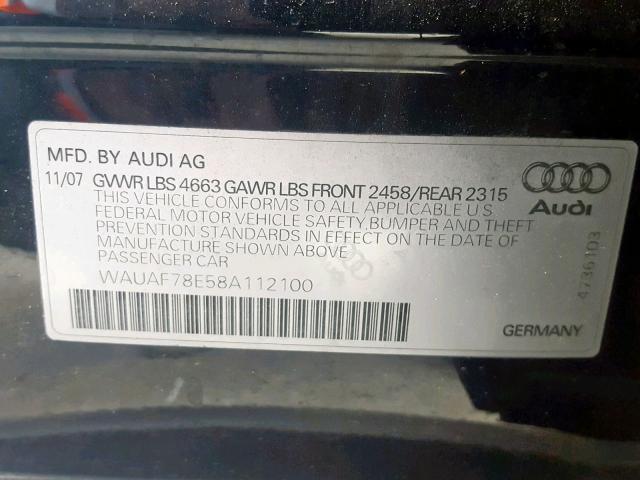 MFD. BY AUDI AG
11/07 GVWR LBS 4663 GAWR LBS FRONT 2458/REAR 2315
THIS VEHICLE CONFORMS TO ALL APPLICABLE U S
FEDERAL MOTOR VEHICLE SAFETY, BUMPER AND THEFT
PREVENTION STANDARDS IN EFFECT ON THE DATE OF
MANUFACTURE SHOWN ABOVE
PASSENGER CAR
WAUAF78E58A112100
Audi
4736103
GERMANY